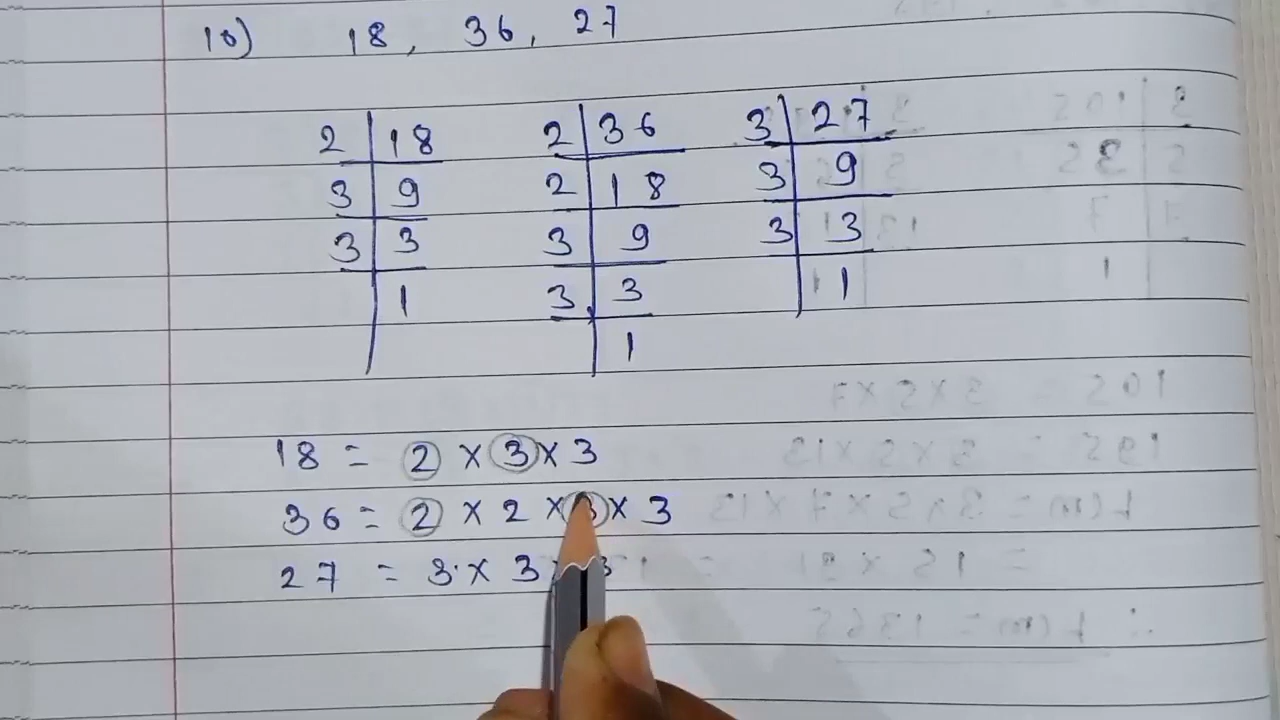 10) 18, 36, 27
2 | 18 2 | 36 3 | 27
3 | 9 2 | 18 3 | 9
3 | 3 3 | 9 3 | 3
1 3 | 3 1
1
18 = 2 × 3 × 3
36 = 2 × 2 × 3 × 3
27 = 3 × 3 × 3